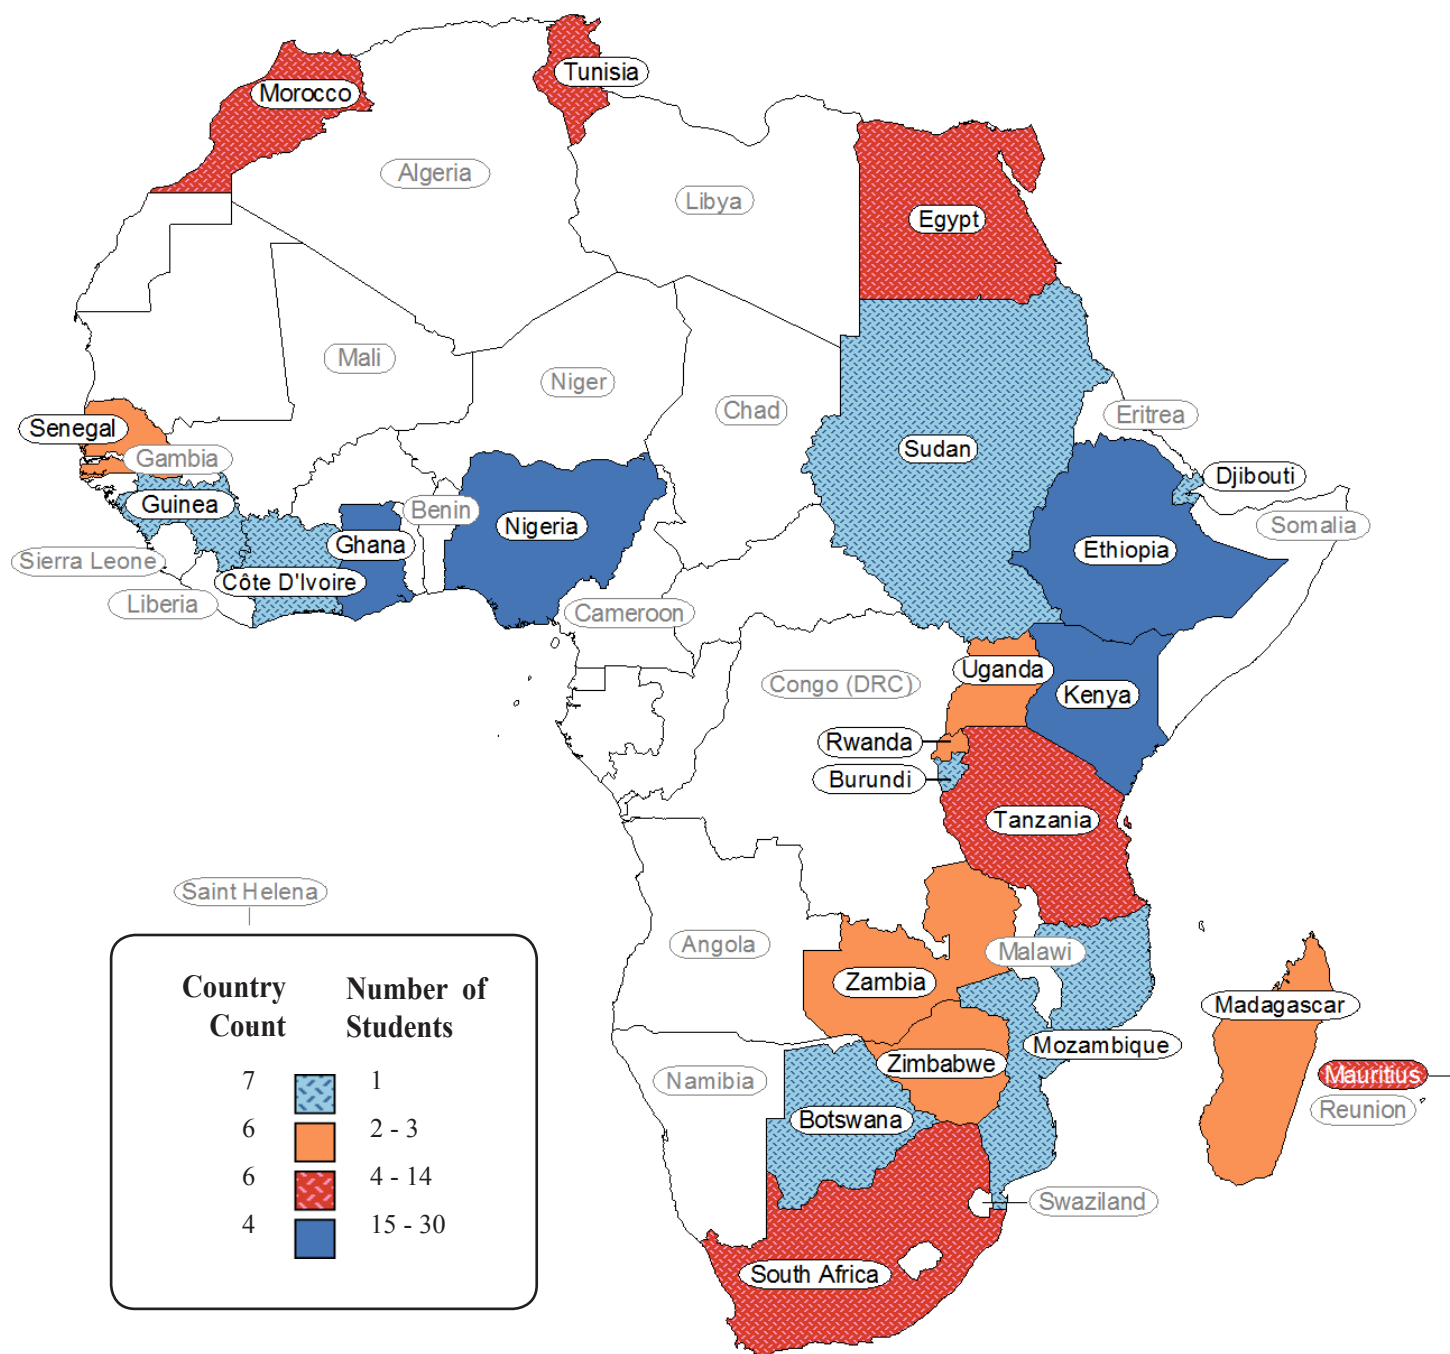 Tunisia
Morocco
Algeria
Libya
Egypt
Mali
Niger
Chad
Eritrea
Senegal
Sudan
Gambia
Djibouti
Guinea
Benin
Nigeria
Somalia
Ghana
Ethiopia
Sierra Leone
Côte D'Ivoire
Liberia
Cameroon
Uganda
Congo (DRC)
Kenya
Rwanda
Burundi
Tanzania
Saint Helena
Angola
Malawi
Zambia
Madagascar
Mozambique
Zimbabwe
Mauritius
Namibia
Reunion
Botswana
Swaziland
South Africa
Country Number of
Count Students
7 1
6 2 - 3
6 4 - 14
4 15 - 30